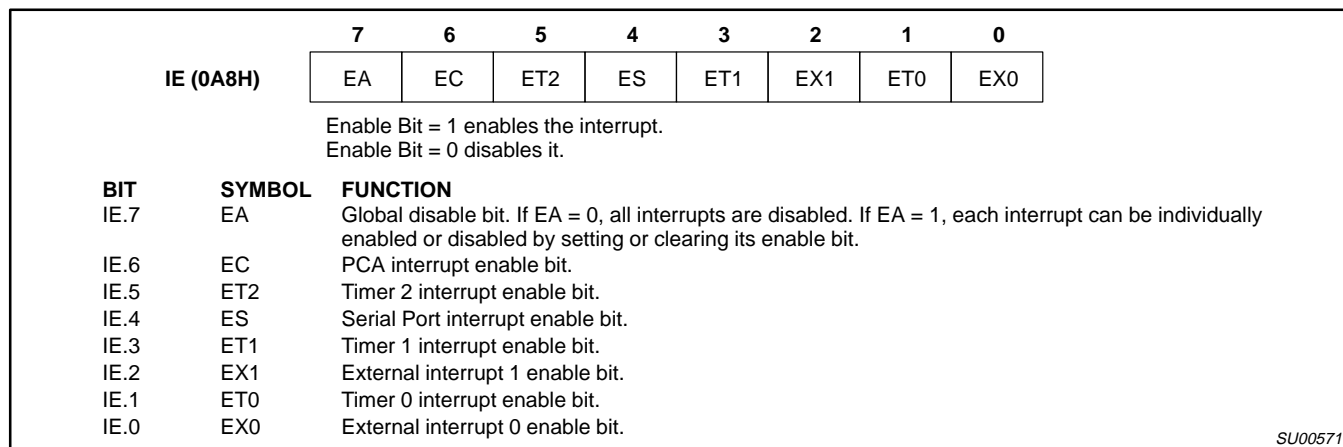 7 6 5 4 3 2 1 0
IE (0A8H) EA EC ET2 ES ET1 EX1 ET0 EX0
Enable Bit = 1 enables the interrupt.
Enable Bit = 0 disables it.
BIT SYMBOL FUNCTION
IE.7 EA Global disable bit. If EA = 0, all interrupts are disabled. If EA = 1, each interrupt can be individually
enabled or disabled by setting or clearing its enable bit.
IE.6 EC PCA interrupt enable bit.
IE.5 ET2 Timer 2 interrupt enable bit.
IE.4 ES Serial Port interrupt enable bit.
IE.3 ET1 Timer 1 interrupt enable bit.
IE.2 EX1 External interrupt 1 enable bit.
IE.1 ET0 Timer 0 interrupt enable bit.
IE.0 EX0 External interrupt 0 enable bit.
SU00571